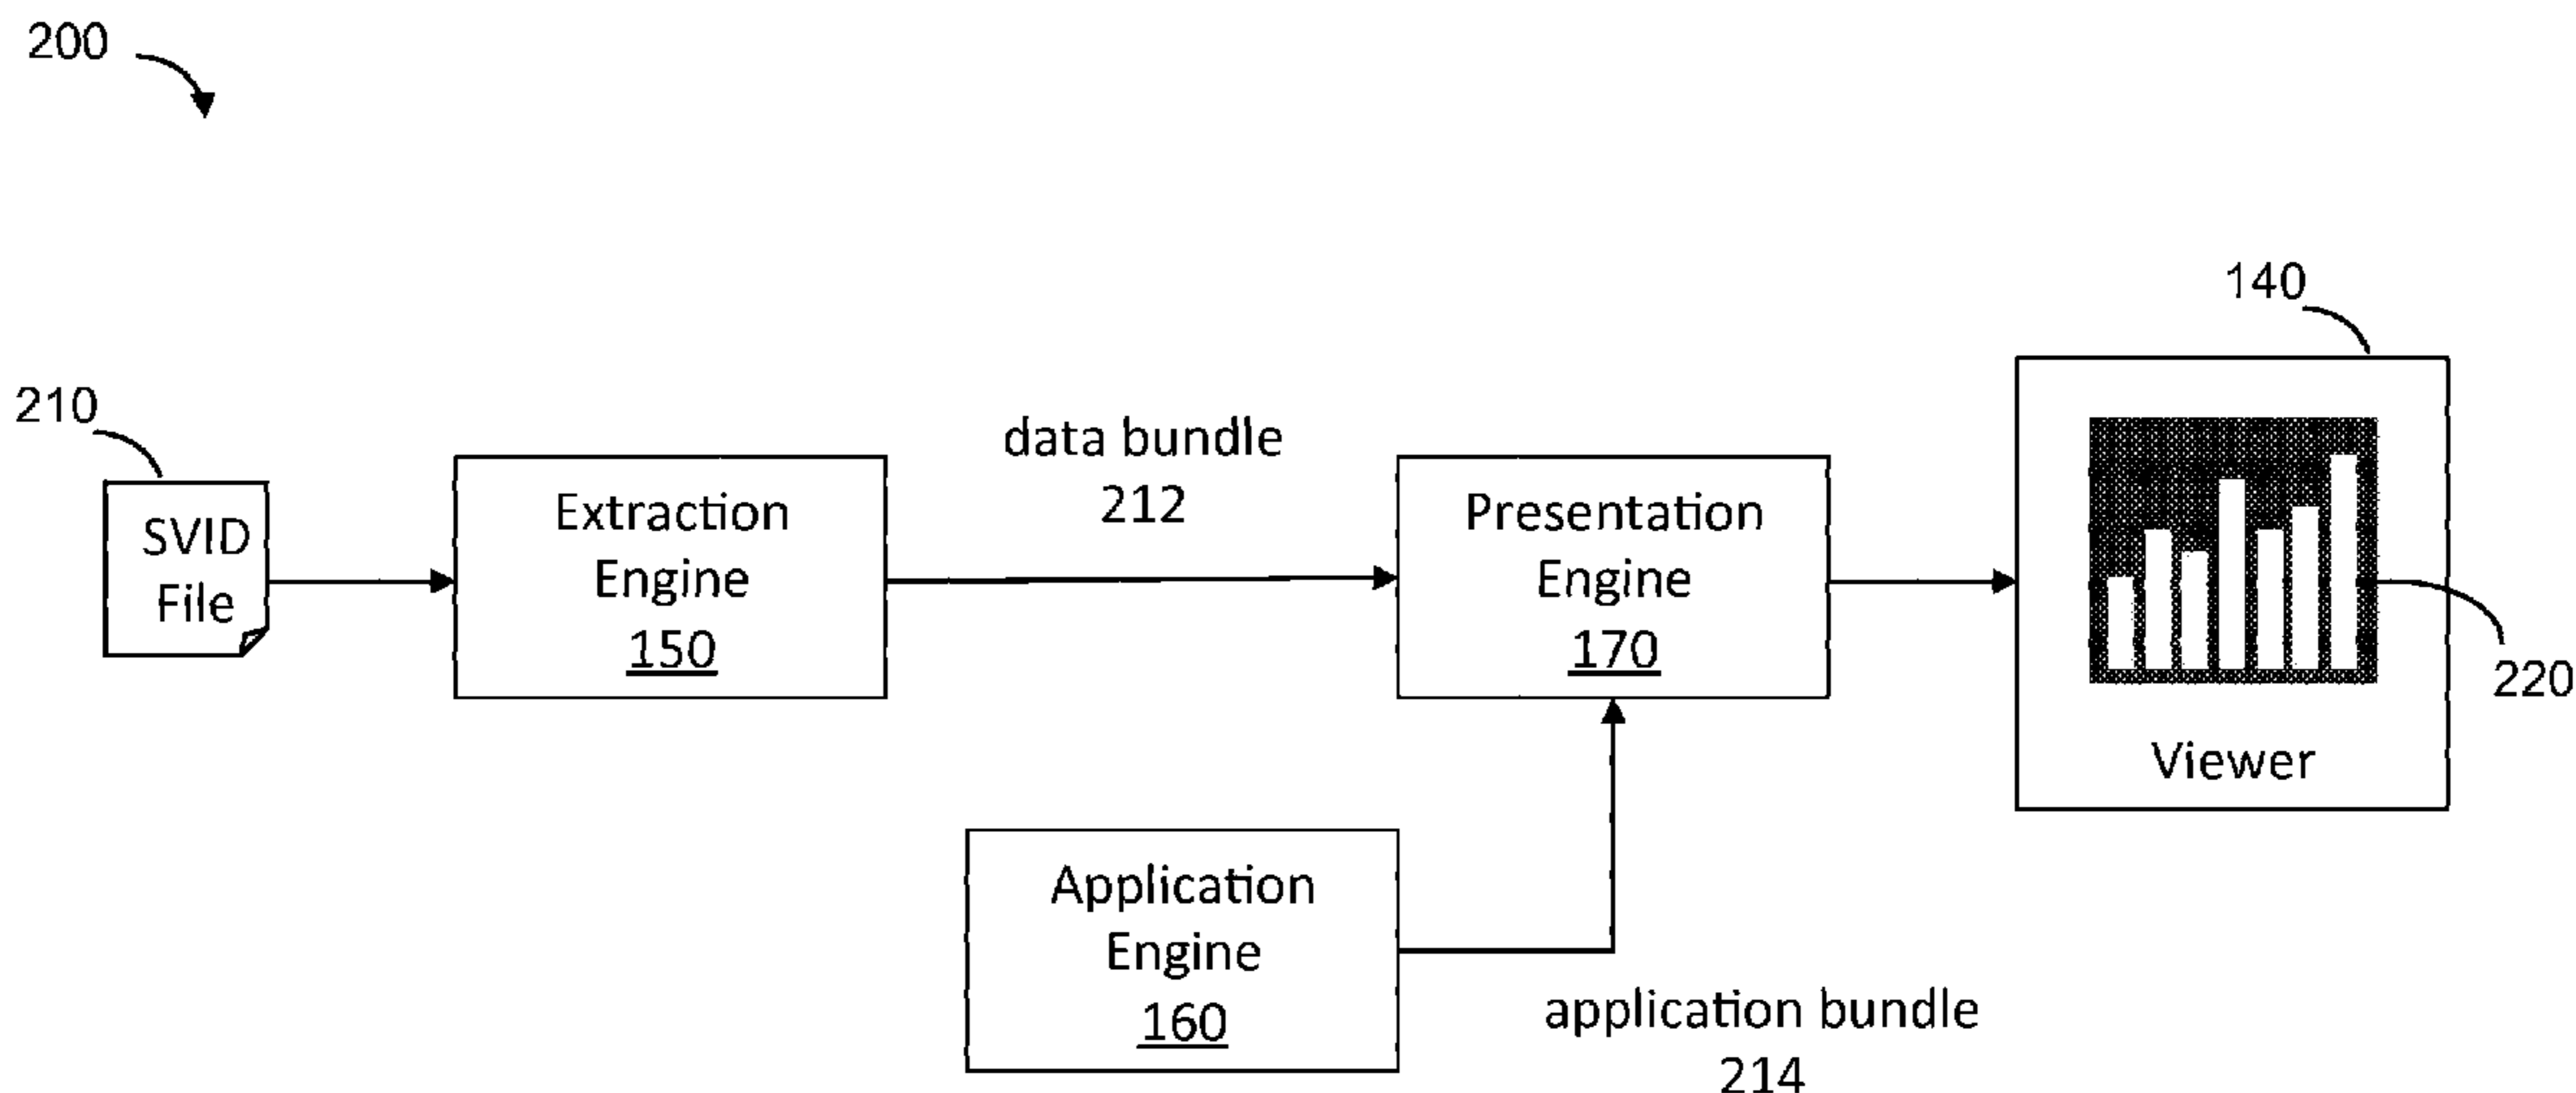 200
140
210
data bundle
212
SVID
File
Extraction
Engine
150
Presentation
Engine
170
220
Viewer
Application
Engine
160
application bundle
214